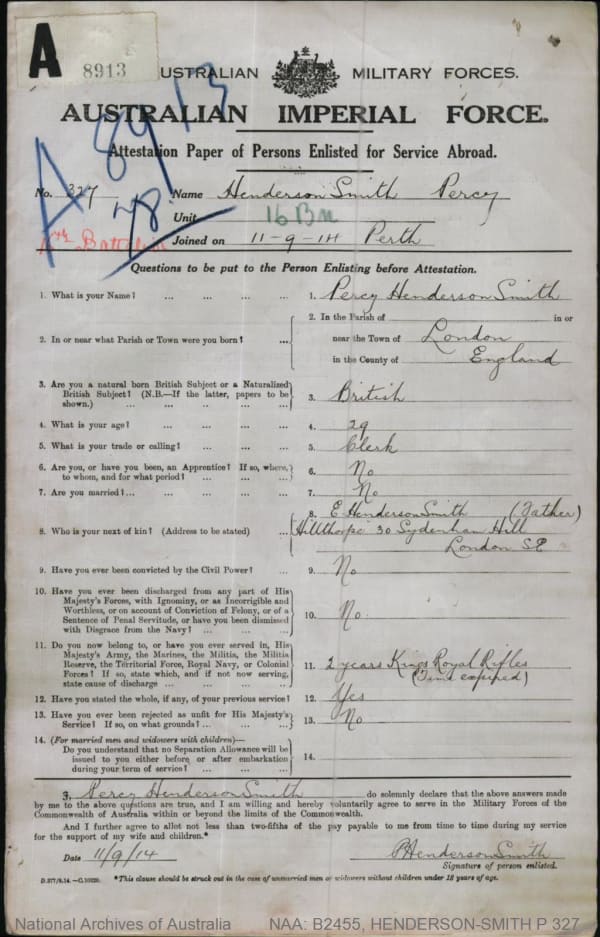 A
8913
AUSTRALIAN MILITARY FORCES.
AUSTRALIAN IMPERIAL FORCE.
A 8913
Attestation Paper of Persons Enlisted for Service Abroad.
No. 327 Name Henderson Smith Percy
48
Unit 16 Bn
Joined on 11-9-14 Perth
Questions to be put to the Person Enlisting before Attestation.
1. What is your Name? ... ... ... ... 1. Percy Henderson Smith
2. In or near what Parish or Town were you born? ... 2. In the Parish of in or
near the Town of London
in the County of England
3. Are you a natural born British Subject or a Naturalized
British Subject? (N.B.—If the latter, papers to be
shown.) ... ... ... ... ... 3. British
4. What is your age? ... ... ... ... 4. 29
5. What is your trade or calling? ... ... ... 5. Clerk
6. Are you, or have you been, an Apprentice? If so, where,
to whom, and for what period? ... ... ... 6. No
7. Are you married? ... ... ... ... ... 7. No
8. Who is your next of kin? (Address to be stated) ... 8. E Henderson Smith (Father)
Hillthorpe 30 Sydenham Hill
London SE
9. Have you ever been convicted by the Civil Power? ... 9. No
10. Have you ever been discharged from any part of His
Majesty's Forces, with Ignominy, or as Incorrigible and
Worthless, or on account of Conviction of Felony, or of a
Sentence of Penal Servitude, or have you been dismissed
with Disgrace from the Navy? ... ... ... 10. No.
11. Do you now belong to, or have you ever served in, His
Majesty's Army, the Marines, the Militia, the Militia
Reserve, the Territorial Force, Royal Navy, or Colonial
Forces? If so, state which, and if not now serving,
state cause of discharge ... ... ... ... 11. 2 years Kings Royal Rifles
(Time expired)
12. Have you stated the whole, if any, of your previous service? 12. Yes
13. Have you ever been rejected as unfit for His Majesty's
Service? If so, on what grounds? ... ... ... 13. No
14. (For married men and widowers with children)—
Do you understand that no Separation Allowance will be
issued to you either before or after embarkation
during your term of service? ... ... ... 14.
I, Percy Henderson Smith do solemnly declare that the above answers made
by me to the above questions are true, and I am willing and hereby voluntarily agree to serve in the Military Forces of the
Commonwealth of Australia within or beyond the limits of the Commonwealth.
And I further agree to allot not less than two-fifths of the pay payable to me from time to time during my service
for the support of my wife and children.*
Date 11/9/14 PHenderson Smith
Signature of person enlisted.
D.377/8.14.—C.10020. *This clause should be struck out in the case of unmarried men or widowers without children under 18 years of age.
National Archives of Australia NAA: B2455, HENDERSON-SMITH P 327